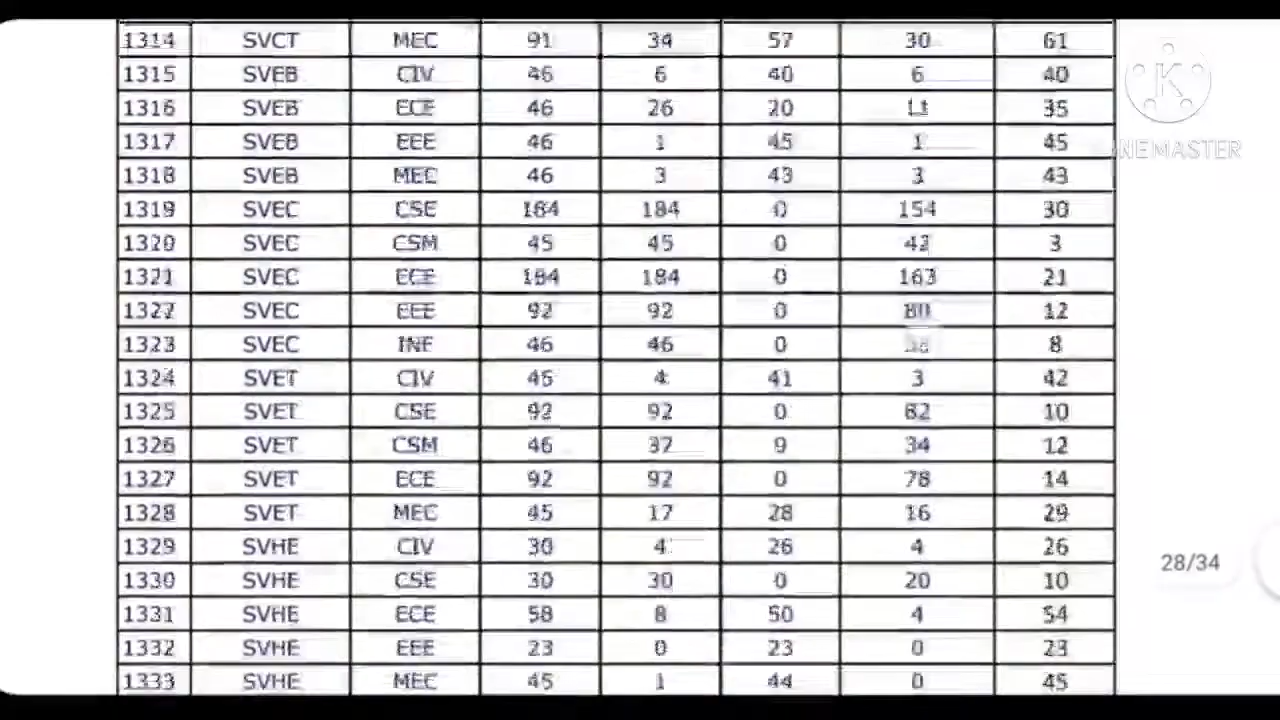 1314 SVCT MEC 91 34 57 30 61
1315 SVEB CIV 46 6 40 6 40
1316 SVEB ECE 46 26 20 11 35
1317 SVEB EEE 46 1 45 1 45
1318 SVEB MEC 46 3 43 3 43
1319 SVEC CSE 184 184 0 154 30
1320 SVEC CSM 45 45 0 42 3
1321 SVEC ECE 184 184 0 163 21
1322 SVEC EEE 92 92 0 80 12
1323 SVEC INF 46 46 0 8
1324 SVET CIV 45 4 41 3 42
1325 SVET CSE 92 92 0 82 10
1326 SVET CSM 46 37 9 34 12
1327 SVET ECE 92 92 0 78 14
1328 SVET MEC 45 17 28 16 29
1329 SVHE CIV 30 4 26 4 26
1330 SVHE CSE 30 30 0 20 10
1331 SVHE ECE 58 8 50 4 54
1332 SVHE EEE 23 0 23 0 23
1333 SVHE MEC 45 1 44 0 45
K
NEMASTER
28/34